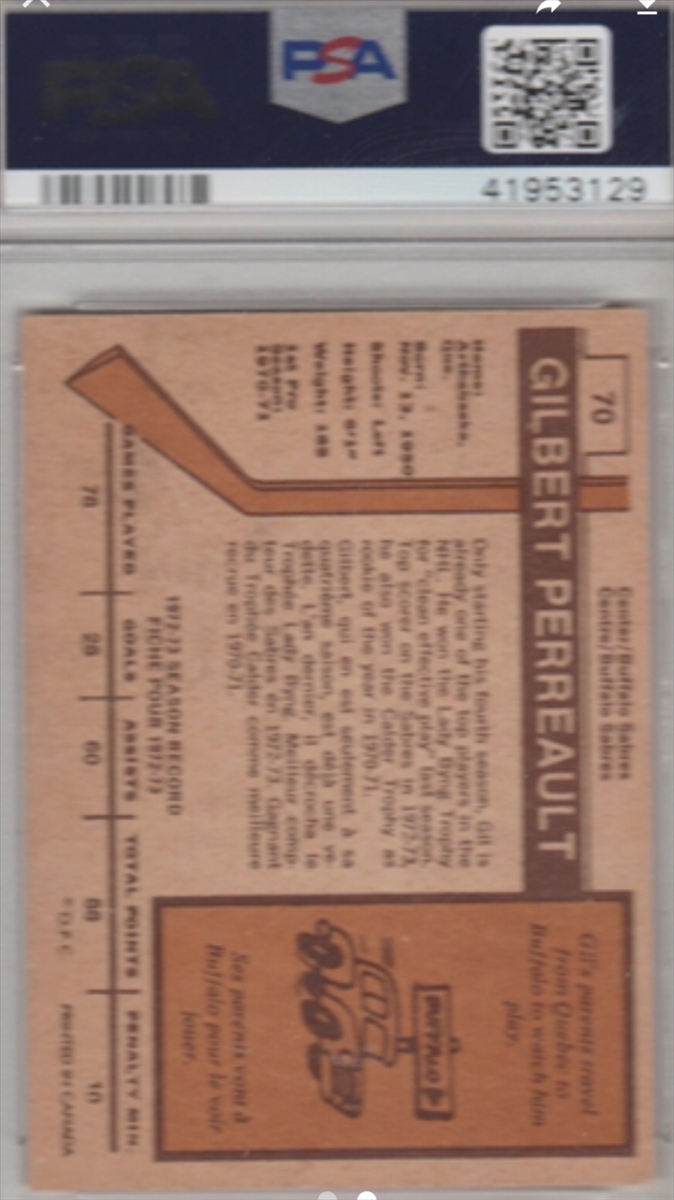 PSA
PSA
41953129
70
GILBERT PERREAULT
Center/Buffalo Sabres
Centre/Buffalo Sabres
Home:
Arthabaska,
Que.
Born:
Nov. 13, 1950
Shoots: Left
Height: 6'1"
Weight: 195
1st Pro
Season:
1970-71
Only starting his fourth season, Gil is
already one of the top players in the
NHL. He won the Lady Byng Trophy
for "clean effective play" last season.
Top scorer on the Sabres in 1972-73,
he also won the Calder Trophy as
rookie of the year in 1970-71.
Gilbert, qui en est seulement à sa
quatrième saison, est déjà une ve-
dette. L'an dernier, il décrocha le
Trophée Lady Byng. Meilleur comp-
teur des Sabres en 1972-73. Gagnant
du Trophée Calder comme meilleure
recrue en 1970-71.
Gil's parents travel
from Quebec to
Buffalo to watch him
play.
BUFFALO
Ses parents vont à
Buffalo pour le voir
jouer.
1972-73 SEASON RECORD
FICHE POUR 1972-73
GAMES PLAYED GOALS ASSISTS TOTAL POINTS PENALTY MIN.
78 28 60 88 10
© O.P.C. PRINTED IN CANADA